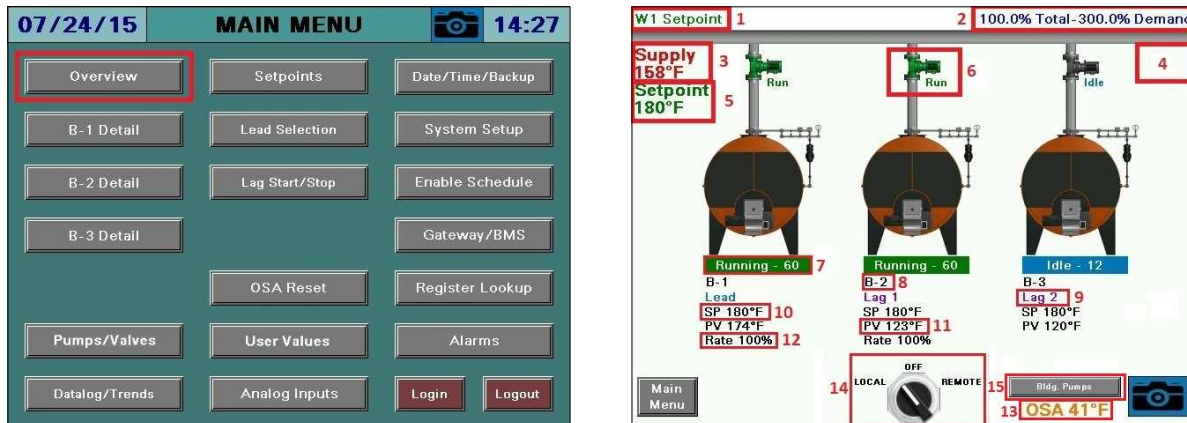 07/24/15 MAIN MENU 14:27
Overview Setpoints Date/Time/Backup
B-1 Detail Lead Selection System Setup
B-2 Detail Lag Start/Stop Enable Schedule
B-3 Detail Gateway/BMS
OSA Reset Register Lookup
Pumps/Valves User Values Alarms
Datalog/Trends Analog Inputs Login Logout
W1 Setpoint 1 2 100.0% Total-300.0% Demand
Supply 3 4
158°F
Run Run 6 Idle
Setpoint 5
180°F
Running - 60 7 Running - 60 Idle - 12
B-1 B-2 8 B-3
Lead Lag 1 Lag 2 9
SP 180°F 10 SP 180°F SP 180°F
PV 174°F PV 123°F 11 PV 120°F
Rate 100% 12 Rate 100%
OFF
14 LOCAL REMOTE 15 Bldg. Pumps
Main
Menu
13 OSA 41°F